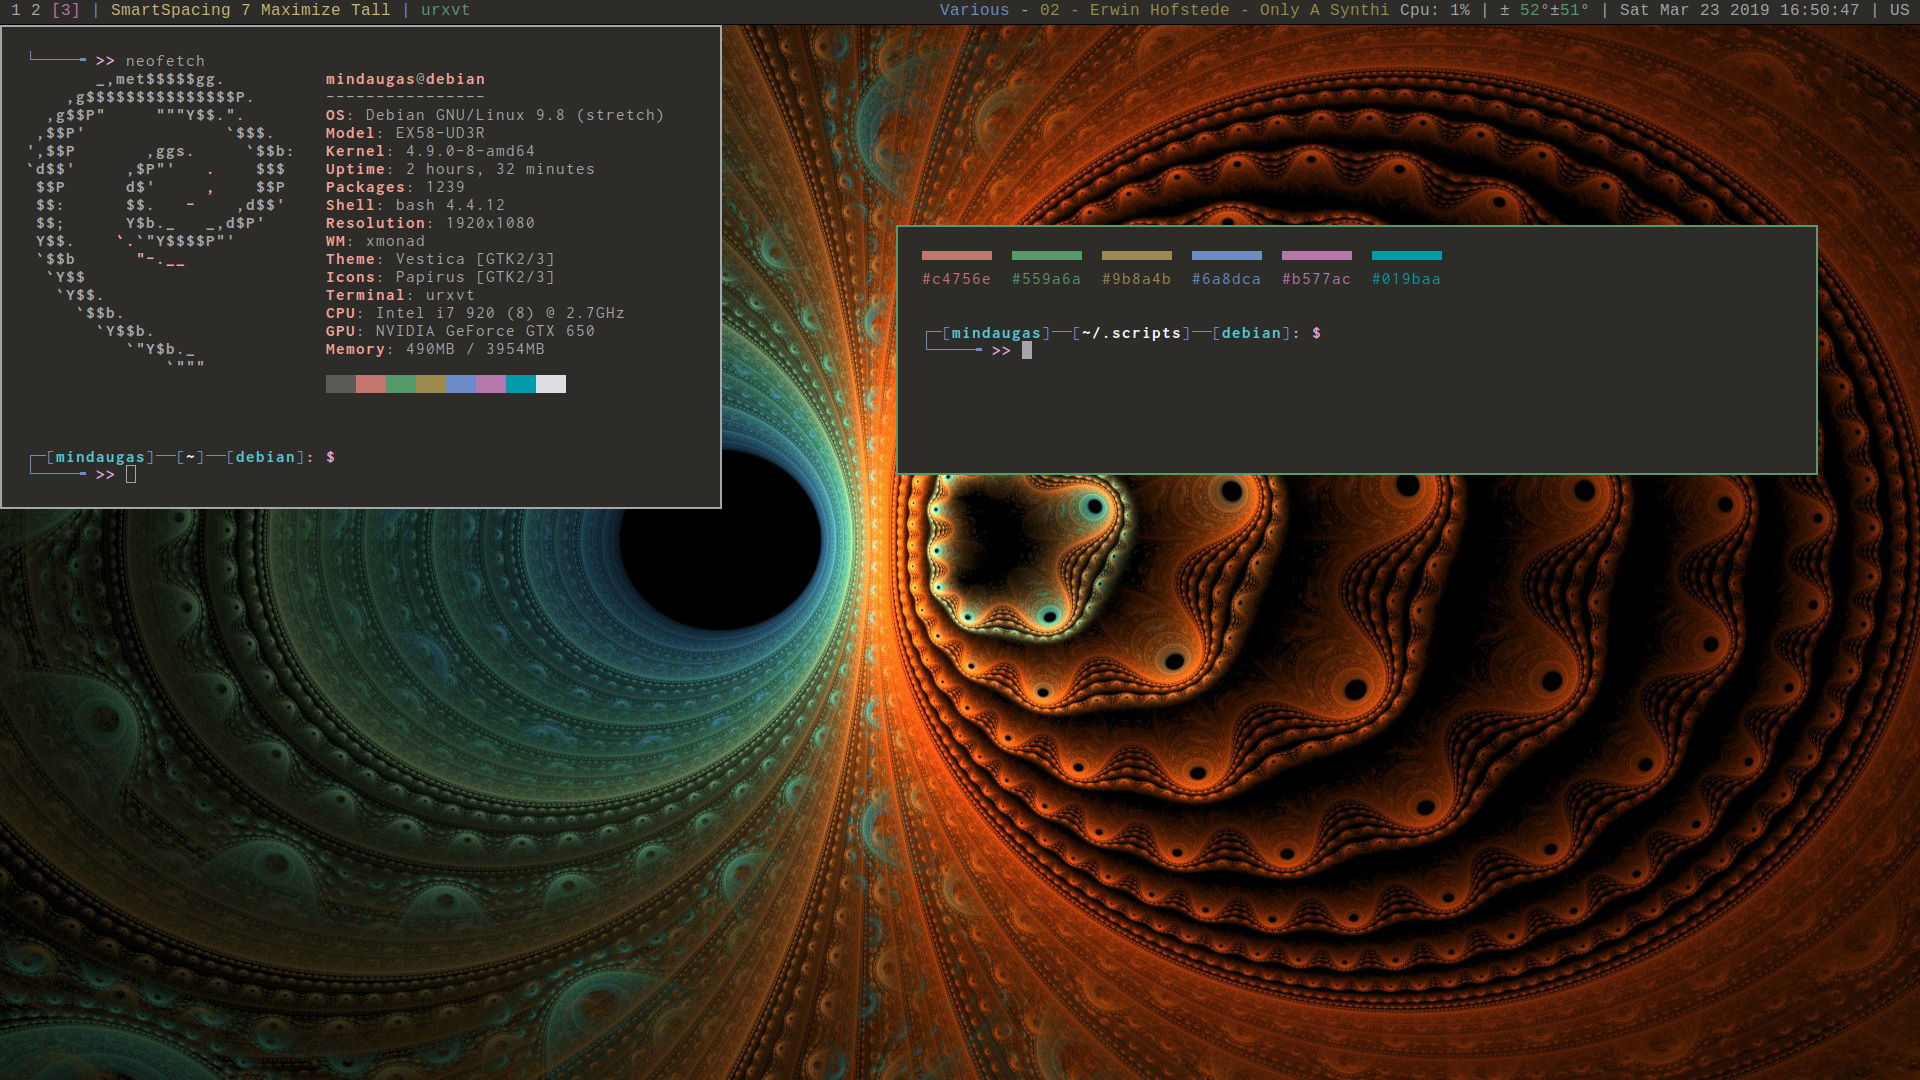 1 2 [3] | SmartSpacing 7 Maximize Tall | urxvt
Various - 02 - Erwin Hofstede - Only A Synthi Cpu: 1% | ± 52°±51° | Sat Mar 23 2019 16:50:47 | US
>> neofetch
_,met$$$$$gg.
,g$$$$$$$$$$$$$$$P.
,g$$P"     """Y$$.".
,$$P'              `$$$.
',$$P       ,ggs.     `$$b:
`d$$'     ,$P"'   .    $$$
$$P      d$'     ,    $$P
$$:      $$.   -    ,d$$'
$$;      Y$b._   _,d$P'
Y$$.    `.`"Y$$$$P"'
`$$b      "-.__
`Y$$
`Y$$.
`$$b.
`Y$$b.
`"Y$b._
`"""
mindaugas@debian
----------------
OS: Debian GNU/Linux 9.8 (stretch)
Model: EX58-UD3R
Kernel: 4.9.0-8-amd64
Uptime: 2 hours, 32 minutes
Packages: 1239
Shell: bash 4.4.12
Resolution: 1920x1080
WM: xmonad
Theme: Vestica [GTK2/3]
Icons: Papirus [GTK2/3]
Terminal: urxvt
CPU: Intel i7 920 (8) @ 2.7GHz
GPU: NVIDIA GeForce GTX 650
Memory: 490MB / 3954MB
┌─[mindaugas]──[~]──[debian]: $
└─────╼ >>
#c4756e #559a6a #9b8a4b #6a8dca #b577ac #019baa
┌─[mindaugas]──[~/.scripts]──[debian]: $
└─────╼ >>